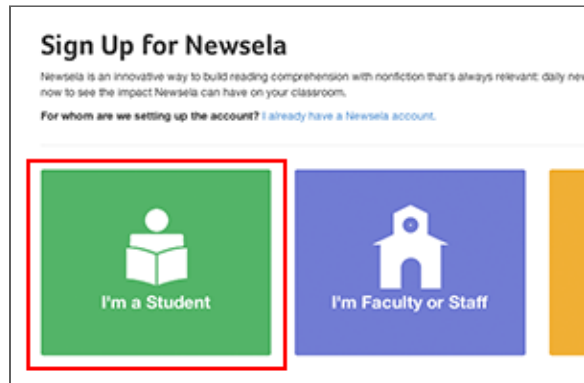 Sign Up for Newsela
Newsela is an innovative way to build reading comprehension with nonfiction that's always relevant: daily new
now to see the impact Newsela can have on your classroom.
For whom are we setting up the account? I already have a Newsela account.
I'm a Student
I'm Faculty or Staff